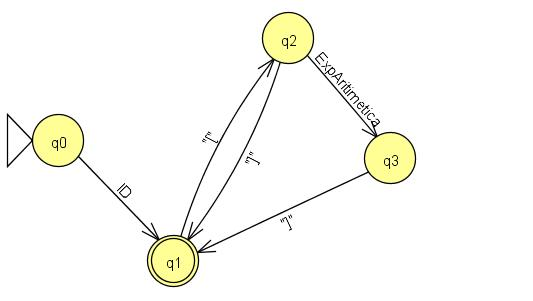 q2
ExpAritmetica
"["
"]"
q0
q3
ID
"]"
q1